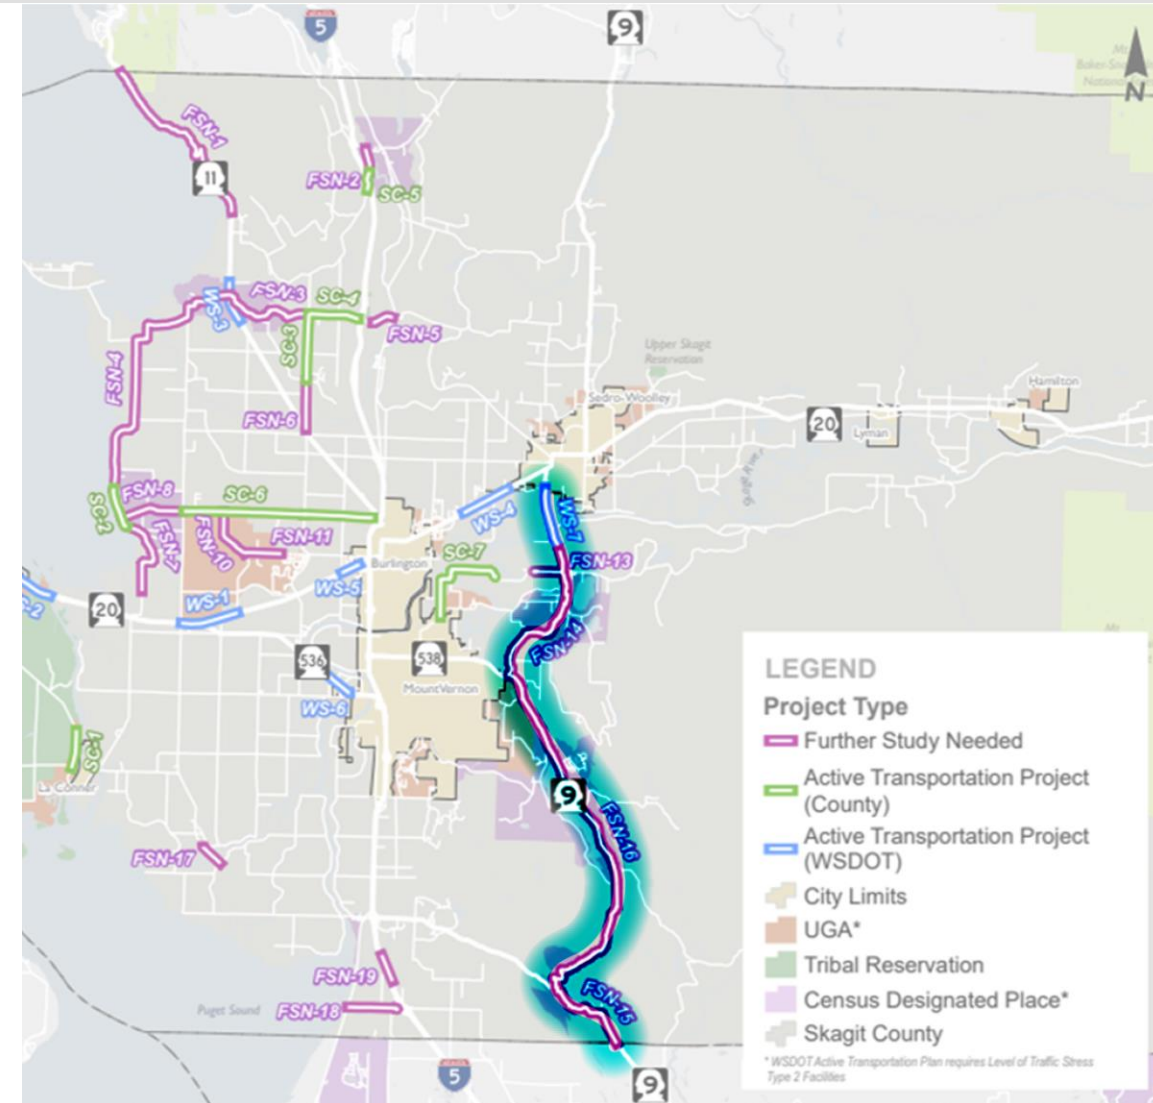 5
9
Mt
Baker-Sno
Nationa
N
FSN-1
11
FSN-2
SC-5
FSN-3
SC-4
WS-3
SC-3
FSN-5
FSN-4
FSN-6
Upper Skagit
Reservation
Sedro-Woolley
Hamilton
20
Lyman
Skagit River
FSN-8
SC-6
SC-2
FSN-7
FSN-10
FSN-11
WS-4
WS-7
SC-7
FSN-13
Burlington
WS-5
WS-1
20
FSN-14
536
538
Mount Vernon
WS-6
SC-1
La Conner
9
FSN-16
FSN-17
FSN-19
FSN-15
Puget Sound
FSN-18
5
9
LEGEND
Project Type
Further Study Needed
Active Transportation Project
(County)
Active Transportation Project
(WSDOT)
City Limits
UGA*
Tribal Reservation
Census Designated Place*
Skagit County
* WSDOT Active Transportation Plan requires Level of Traffic Stress
Type 2 Facilities